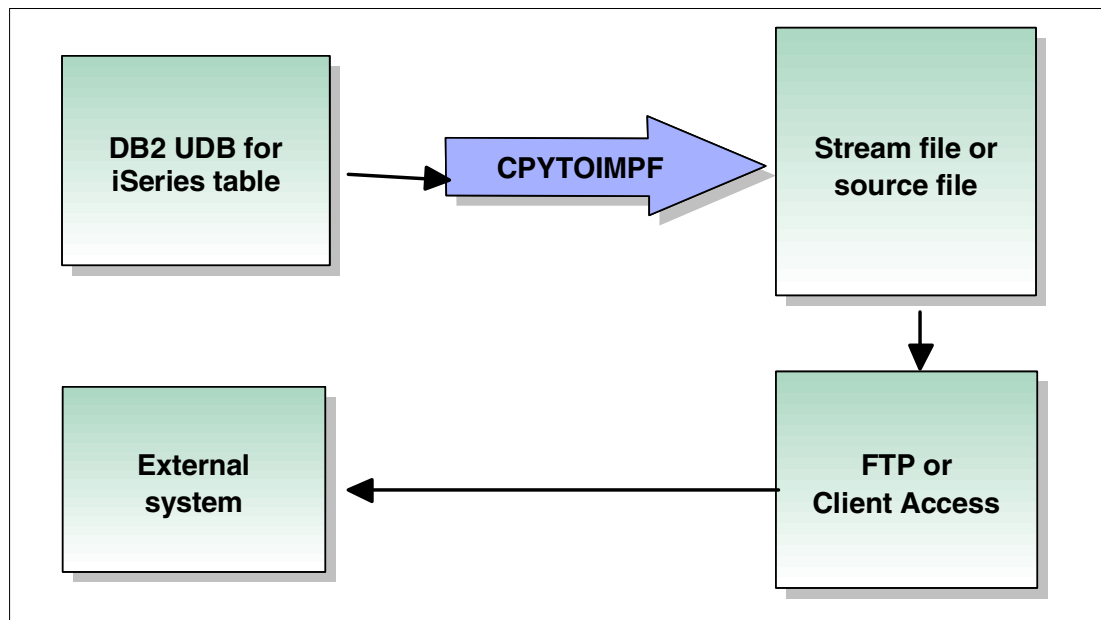 DB2 UDB for
iSeries table
CPYTOIMPF
Stream file or
source file
External
system
FTP or
Client Access